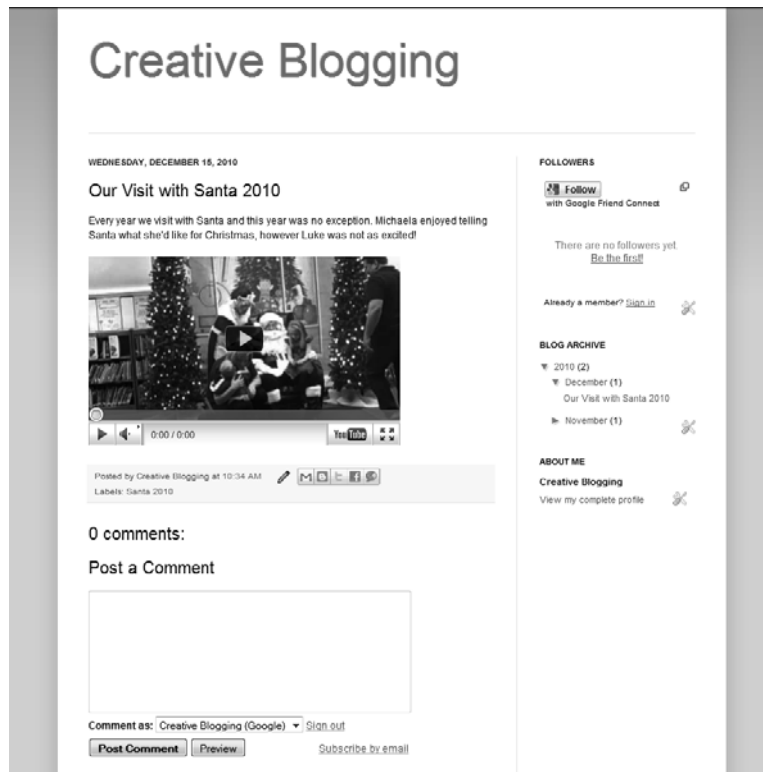 Creative Blogging
WEDNESDAY, DECEMBER 15, 2010
Our Visit with Santa 2010
Every year we visit with Santa and this year was no exception. Michaela enjoyed telling
Santa what she'd like for Christmas, however Luke was not as excited!
0:00 / 0:00
YouTube
Posted by Creative Blogging at 10:34 AM
Labels: Santa 2010
0 comments:
Post a Comment
Comment as: Creative Blogging (Google) Sign out
Post Comment Preview Subscribe by email
FOLLOWERS
Follow
with Google Friend Connect
There are no followers yet.
Be the first!
Already a member? Sign in
BLOG ARCHIVE
2010 (2)
December (1)
Our Visit with Santa 2010
November (1)
ABOUT ME
Creative Blogging
View my complete profile